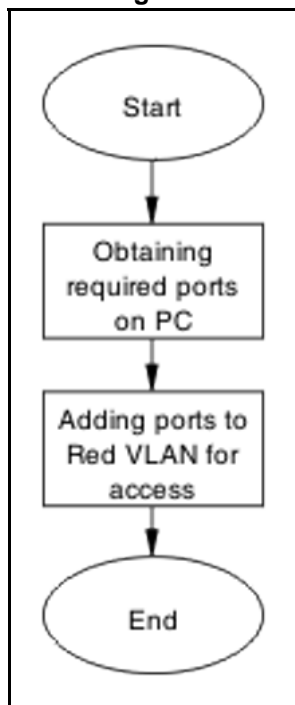 Start
Obtaining
required ports
on PC
Adding ports to
Red VLAN for
access
End